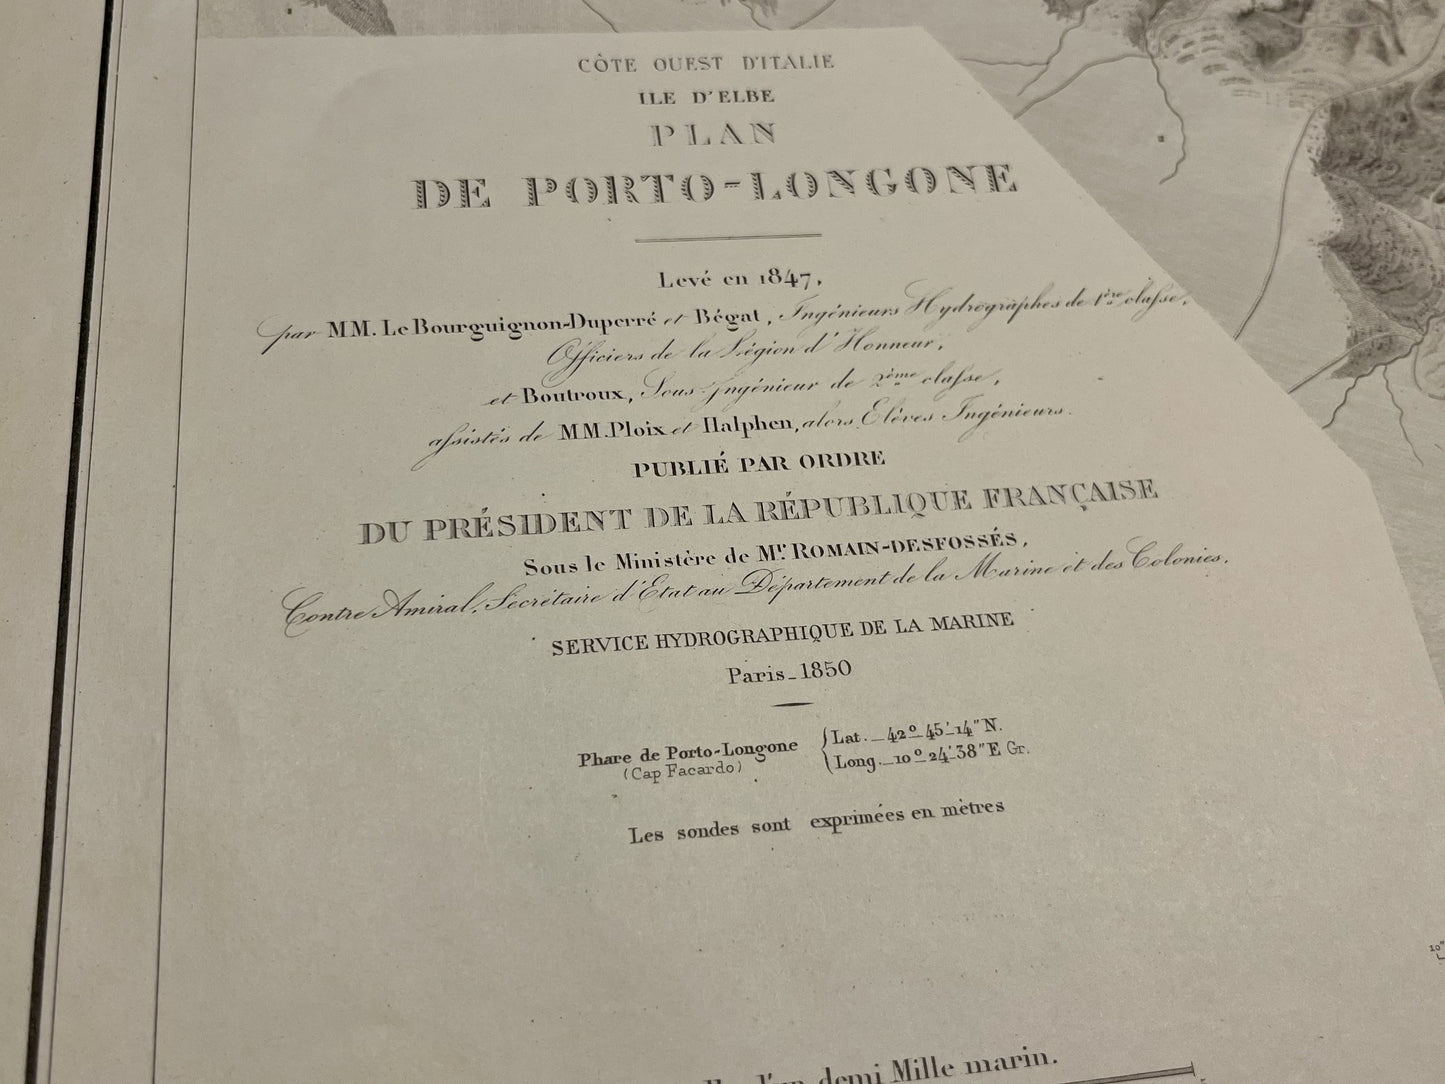 CÔTE OUEST D'ITALIE
ILE D'ELBE
PLAN
DE PORTO-LONGONE
Levé en 1847,
par MM. Le Bourguignon-Duperré et Bégat, Ingénieurs Hydrographes de 1ère classe,
Officiers de la Légion d'Honneur,
et Boutroux, Sous-Ingénieur de 2ème classe,
assistés de MM. Ploix et Halphen, alors Elèves Ingénieurs.
PUBLIÉ PAR ORDRE
DU PRÉSIDENT DE LA RÉPUBLIQUE FRANÇAISE
Sous le Ministère de Mr. ROMAIN-DESFOSSÉS,
Contre Amiral, Secrétaire d'Etat au Département de la Marine et des Colonies.
SERVICE HYDROGRAPHIQUE DE LA MARINE
Paris_1850
Phare de Porto-Longone
(Cap Facardo)
Lat._42°_45'_14" N.
Long._10°_24'_38" E Gr.
Les sondes sont exprimées en mètres
10"
demi Mille marin.